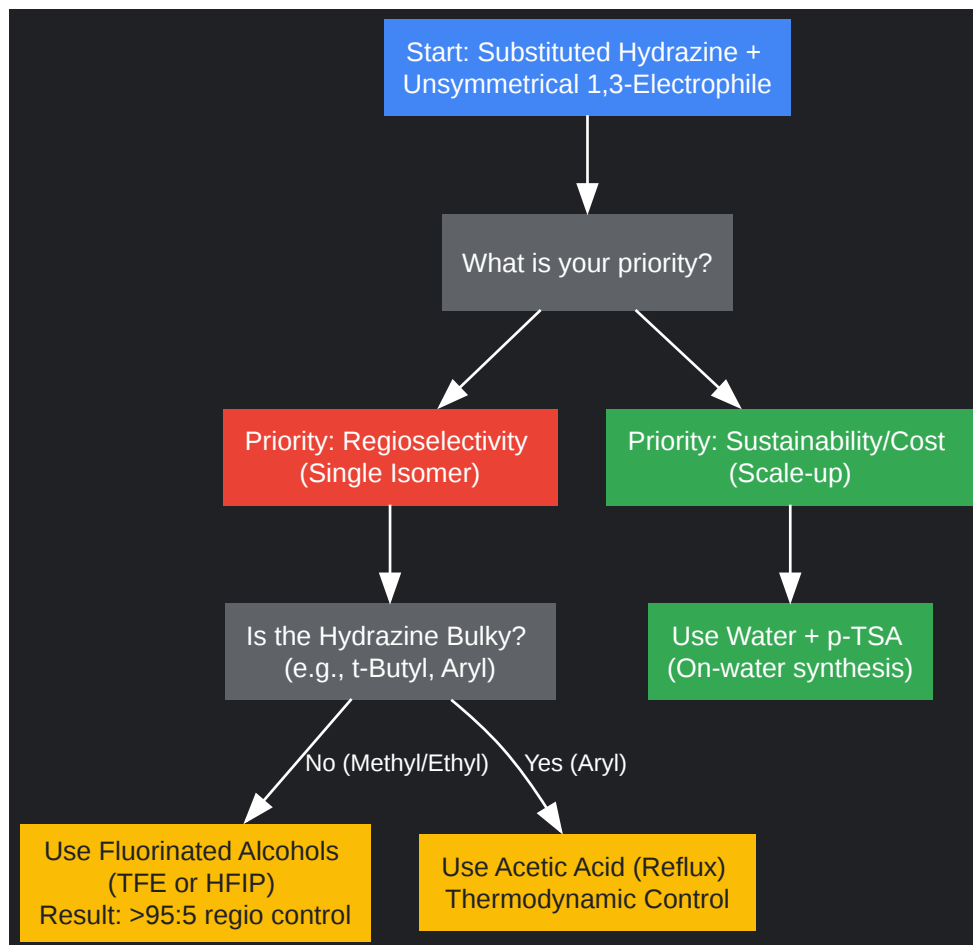 Start: Substituted Hydrazine +
Unsymmetrical 1,3-Electrophile
What is your priority?
Priority: Regioselectivity
(Single Isomer)
Priority: Sustainability/Cost
(Scale-up)
Is the Hydrazine Bulky?
(e.g., t-Butyl, Aryl)
Use Water + p-TSA
(On-water synthesis)
No (Methyl/Ethyl)
Yes (Aryl)
Use Fluorinated Alcohols
(TFE or HFIP)
Result: >95:5 regio control
Use Acetic Acid (Reflux)
Thermodynamic Control